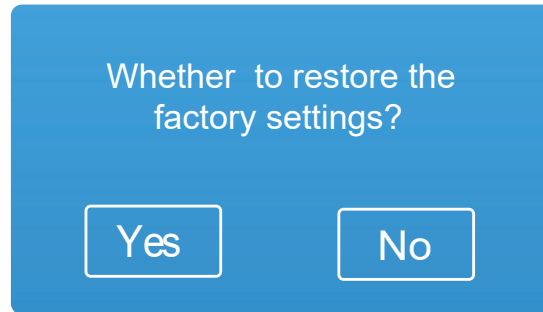 Whether to restore the
factory settings?
Yes No